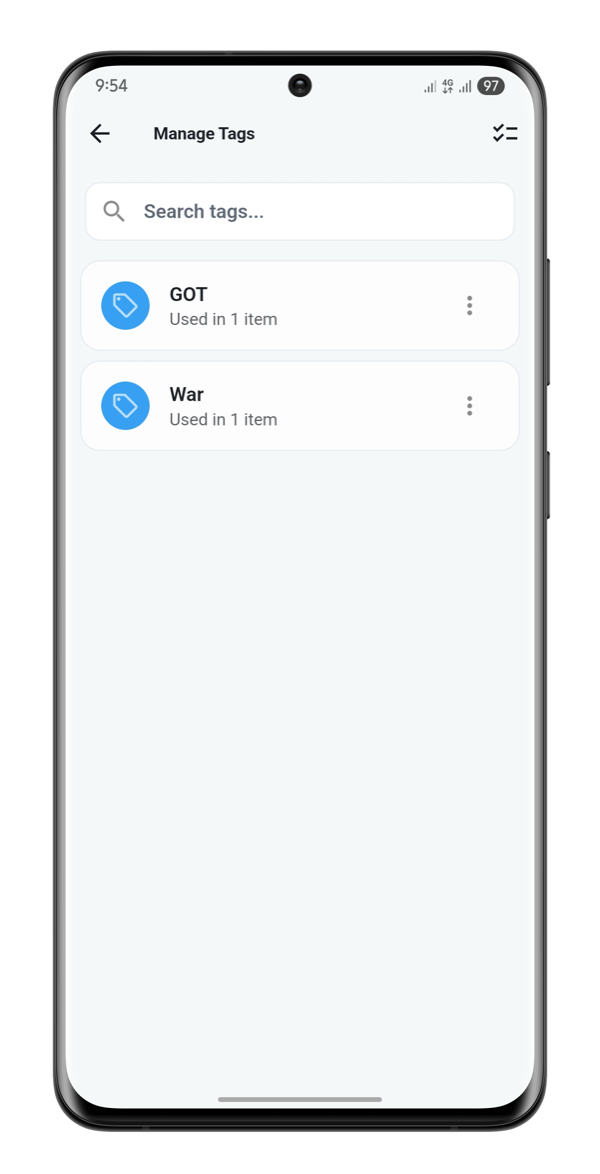 9:54
4G
97
Manage Tags
Search tags...
GOT
Used in 1 item
War
Used in 1 item